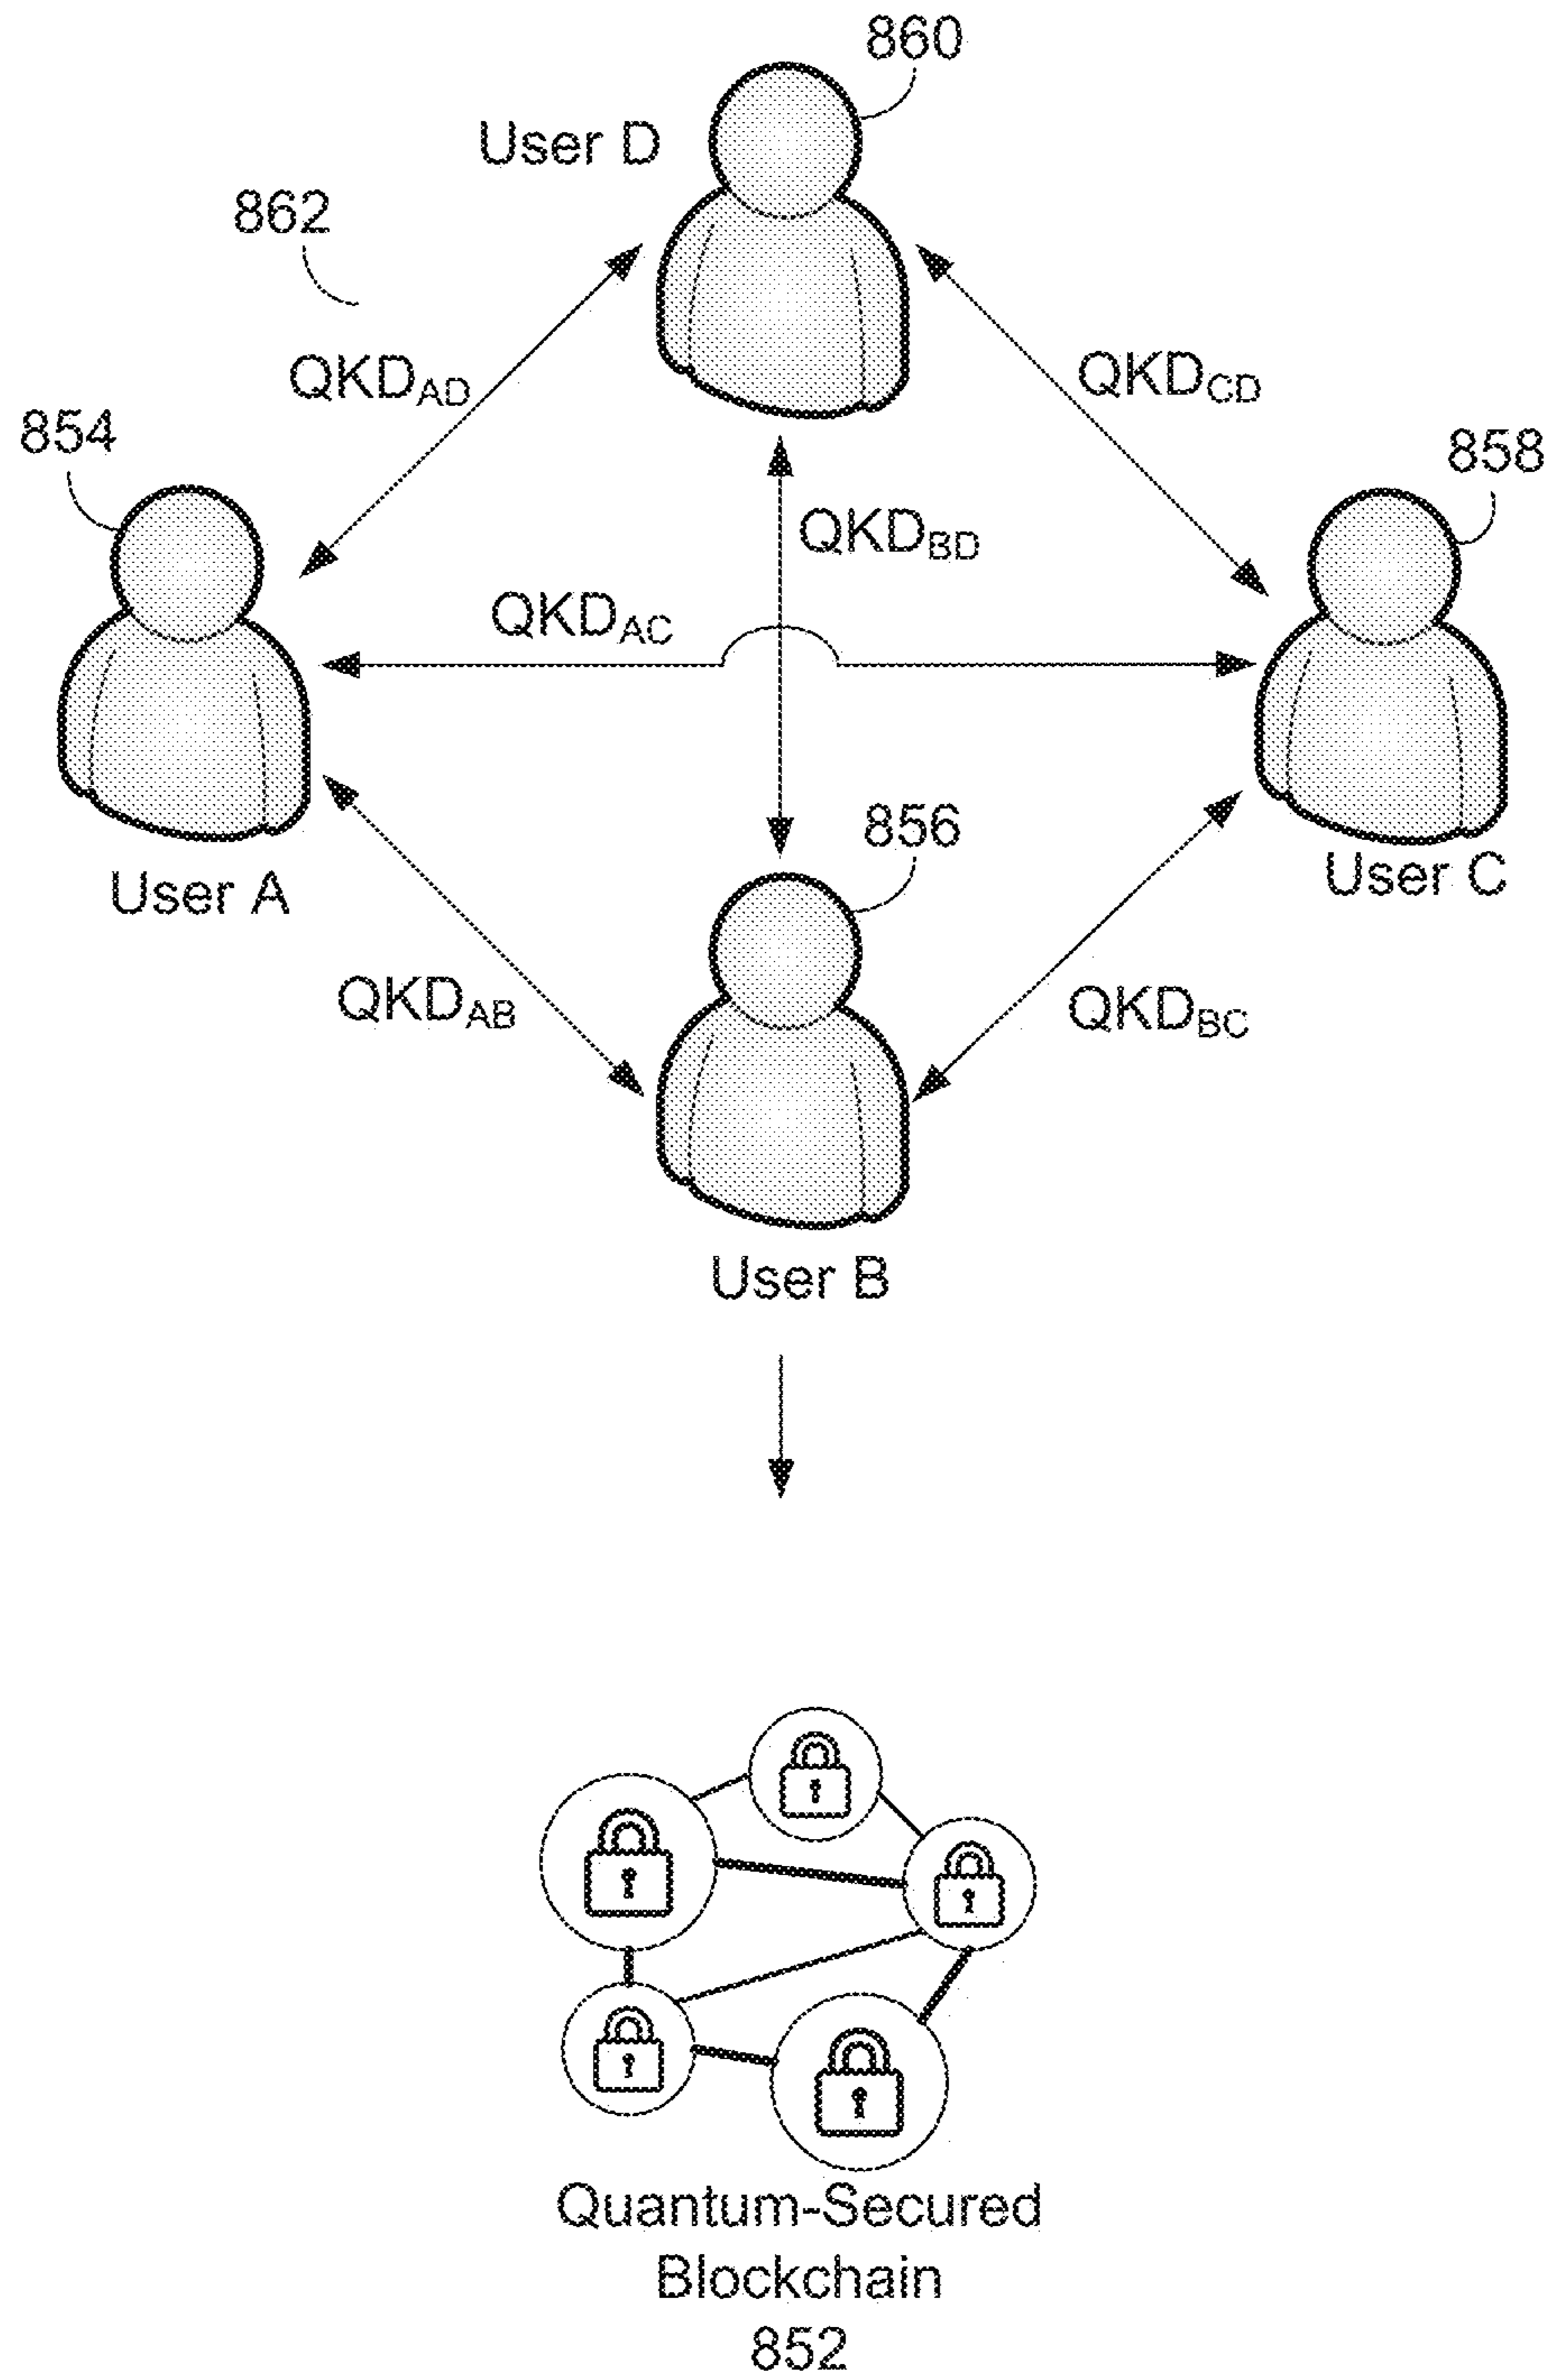 860
User D
862
QKDAD
QKDCD
854
858
QKDBD
QKDAC
856
User A
User C
QKDAB
QKDBC
User B
Quantum-Secured
Blockchain
852